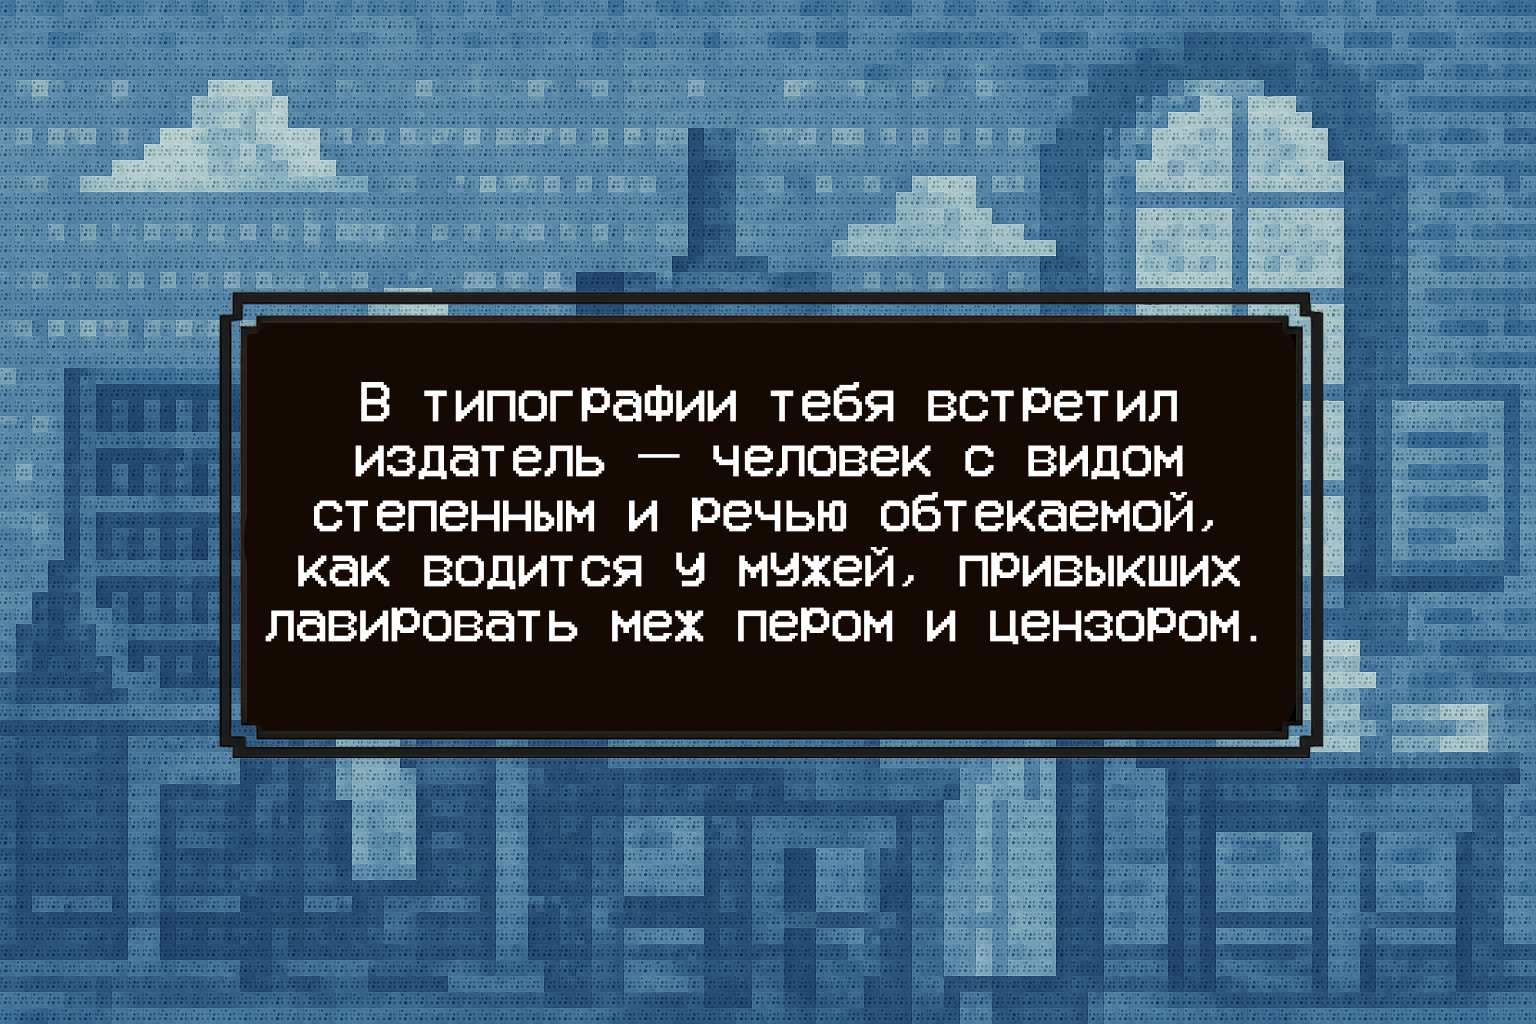 В типографии тебя встретил
издатель — человек с видом
степенным и речью обтекаемой,
как водится у мужей, привыкших
лавировать меж пером и цензором.